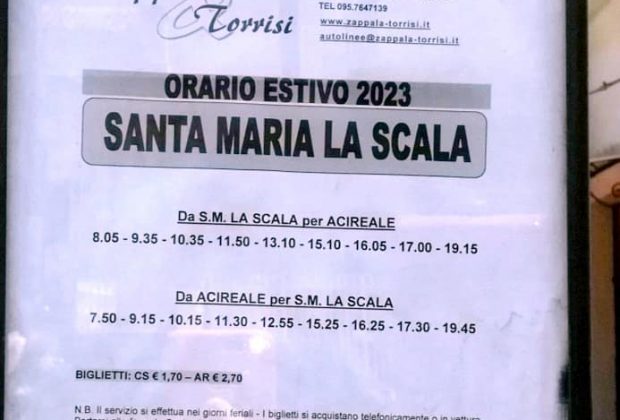 Torrisi
TEL 095.7647139
www.zappala-torrisi.it
autolinee@zappala-torrisi.it
ORARIO ESTIVO 2023
SANTA MARIA LA SCALA
Da S.M. LA SCALA per ACIREALE
8.05 - 9.35 - 10.35 - 11.50 - 13.10 - 15.10 - 16.05 - 17.00 - 19.15
Da ACIREALE per S.M. LA SCALA
7.50 - 9.15 - 10.15 - 11.30 - 12.55 - 15.25 - 16.25 - 17.30 - 19.45
BIGLIETTI: CS € 1,70 – AR € 2,70
N.B. Il servizio si effettua nei giorni feriali - I biglietti si acquistano telefonicamente o in vettura